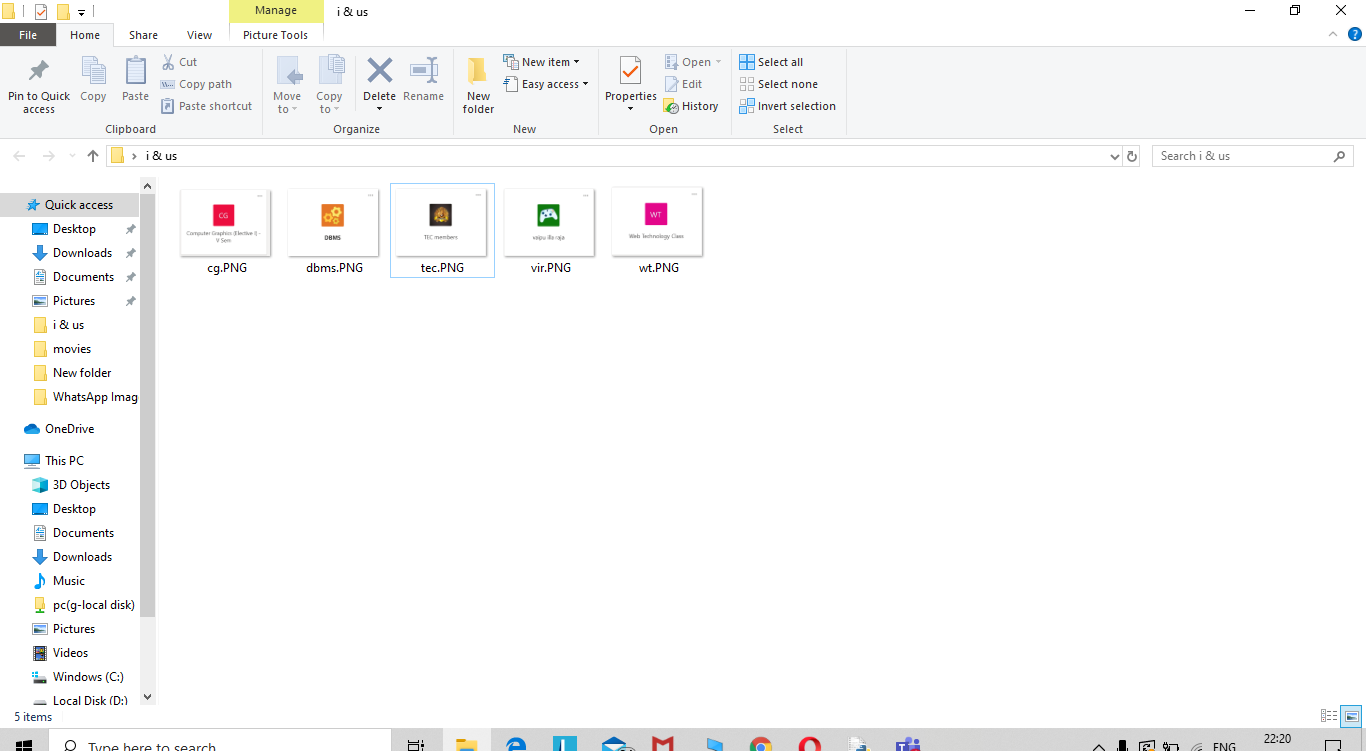 Manage
i & us
File
Home
Share
View
Picture Tools
Pin to Quick access
Copy
Paste
Cut
Copy path
Paste shortcut
Clipboard
Move to
Copy to
Delete
Rename
Organize
New folder
New item
Easy access
New
Properties
Open
Edit
History
Open
Select all
Select none
Invert selection
Select
i & us
Search i & us
Quick access
Desktop
Downloads
Documents
Pictures
i & us
movies
New folder
WhatsApp Imag
OneDrive
This PC
3D Objects
Desktop
Documents
Downloads
Music
pc(g-local disk)
Pictures
Videos
Windows (C:)
Local Disk (D:)
CG
Computer Graphics (Elective I) -
V Sem
cg.PNG
DBMS
dbms.PNG
TEC members
tec.PNG
vaipu illa raja
vir.PNG
WT
Web Technology Class
wt.PNG
5 items
Type here to search
ENG
22:20